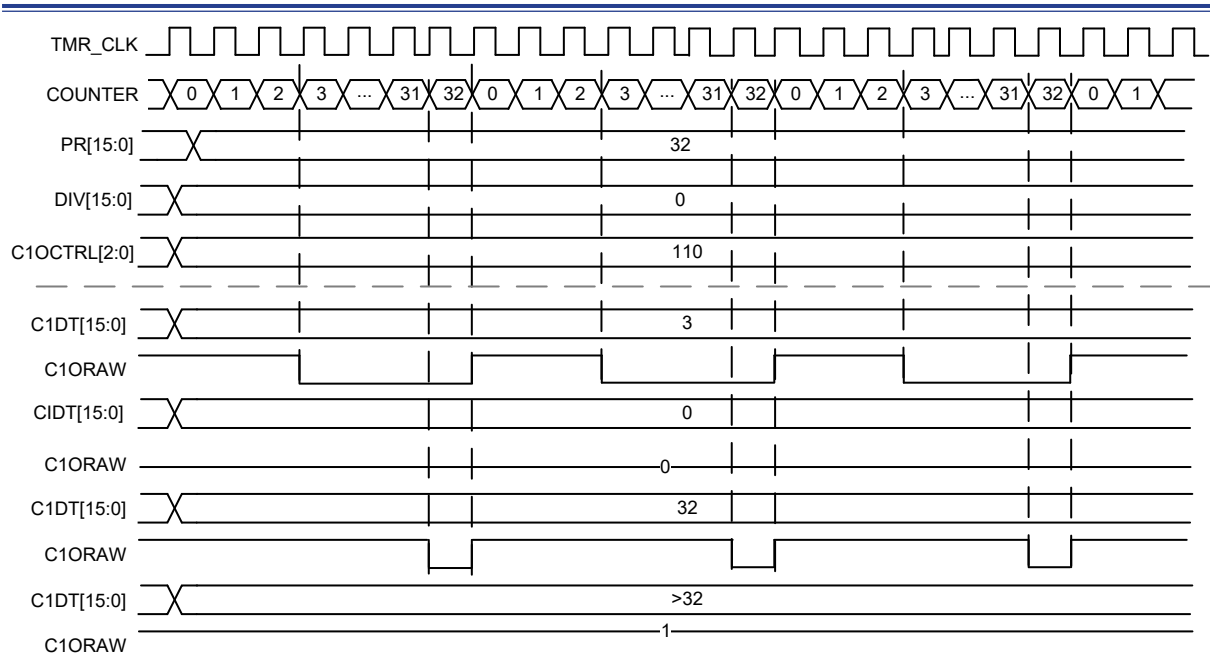 TMR_CLK
COUNTER 0 1 2 3 ... 31 32 0 1 2 3 ... 31 32 0 1 2 3 ... 31 32 0 1
PR[15:0] 32
DIV[15:0] 0
C1OCTRL[2:0] 110
C1DT[15:0] 3
C1ORAW
CIDT[15:0] 0
C1ORAW 0
C1DT[15:0] 32
C1ORAW
C1DT[15:0] >32
C1ORAW 1